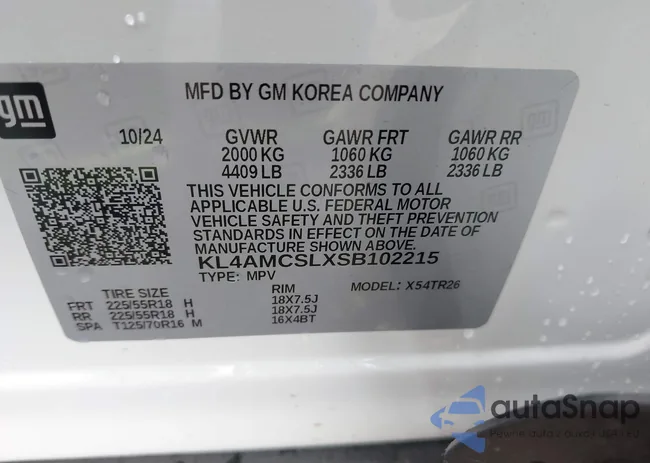 gm
MFD BY GM KOREA COMPANY
10/24 GVWR GAWR FRT GAWR RR
2000 KG 1060 KG 1060 KG
4409 LB 2336 LB 2336 LB
THIS VEHICLE CONFORMS TO ALL
APPLICABLE U.S. FEDERAL MOTOR
VEHICLE SAFETY AND THEFT PREVENTION
STANDARDS IN EFFECT ON THE DATE
OF MANUFACTURE SHOWN ABOVE.
KL4AMCSLXSB102215
TYPE: MPV MODEL: X54TR26
TIRE SIZE RIM
FRT 225/55R18 H 18X7.5J
RR 225/55R18 H 18X7.5J
SPA T125/70R16 M 16X4BT
autoSnap